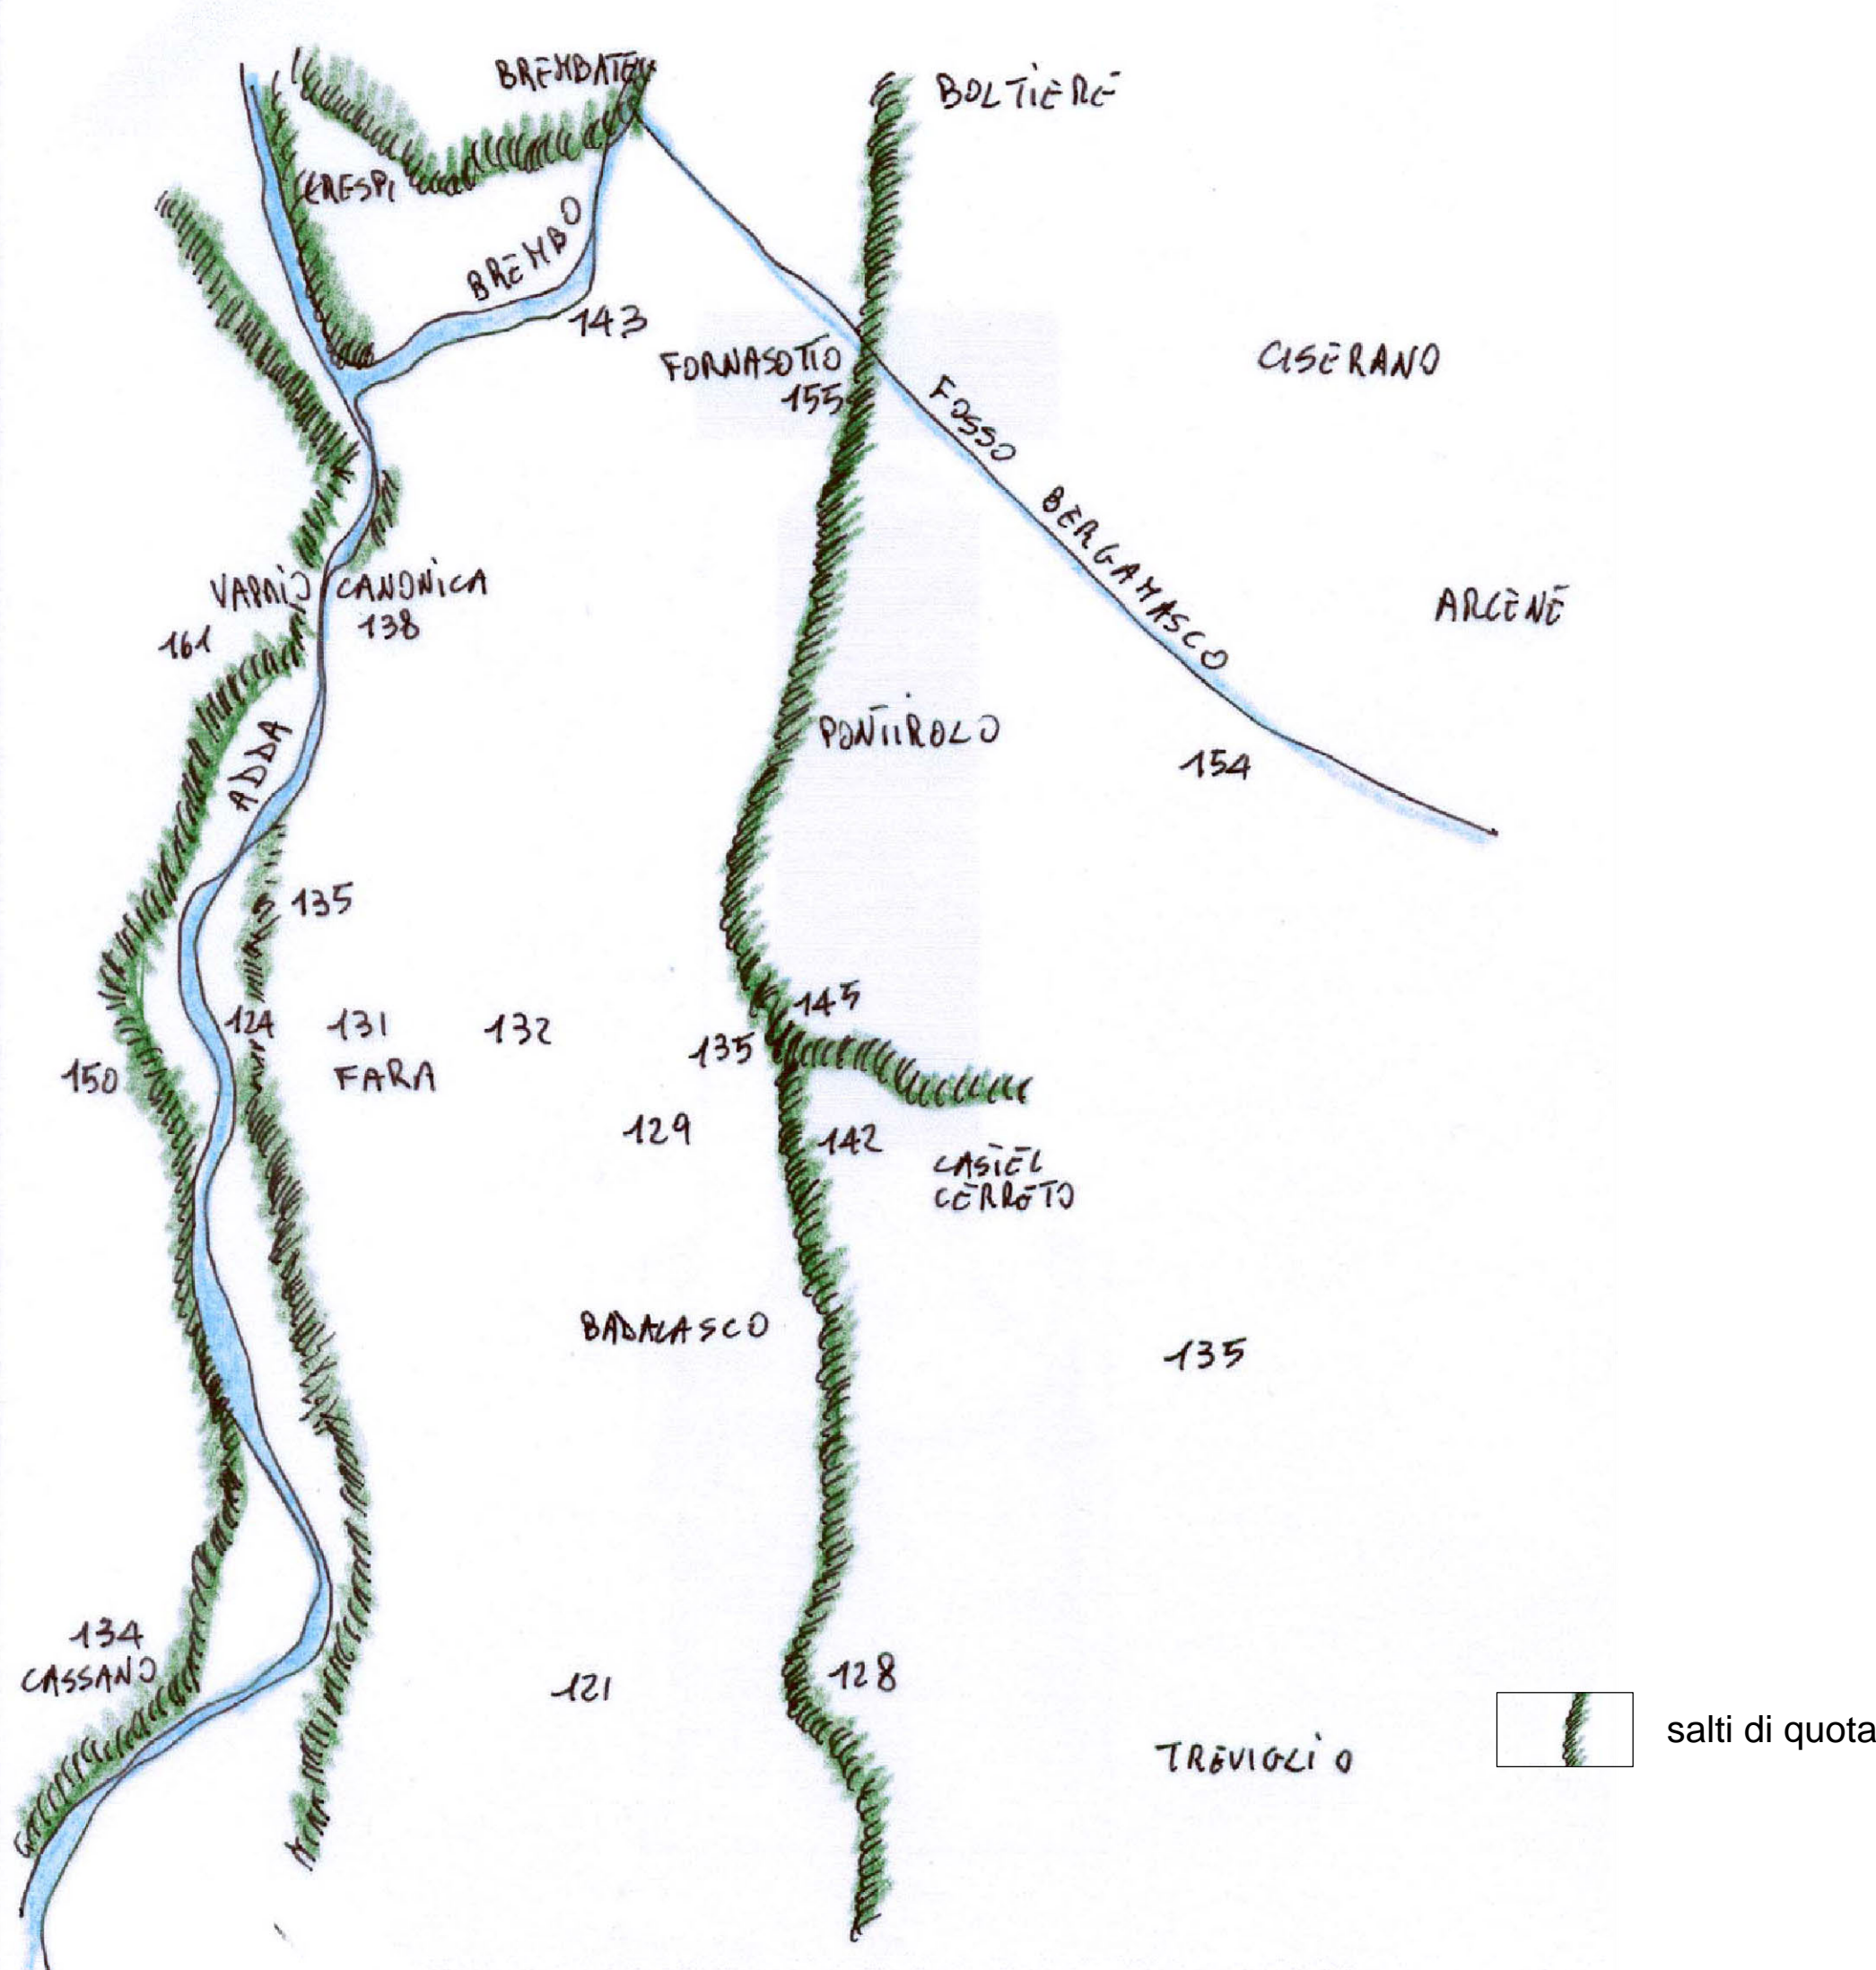 BREMBATE
BOLTIERE
CRESPI
BREMBO
143
FORNASOTTO
155
CISERANO
FOSSO BERGAMASCO
VAPRIO
CANONICA
138
161
ARCENE
ADDA
PONTIROLO
154
135
145
124
131
132
135
FARA
150
129
142
CASTEL
CERRETO
BADALASCO
135
134
CASSANO
121
128
TREVIGLIO
salti di quota